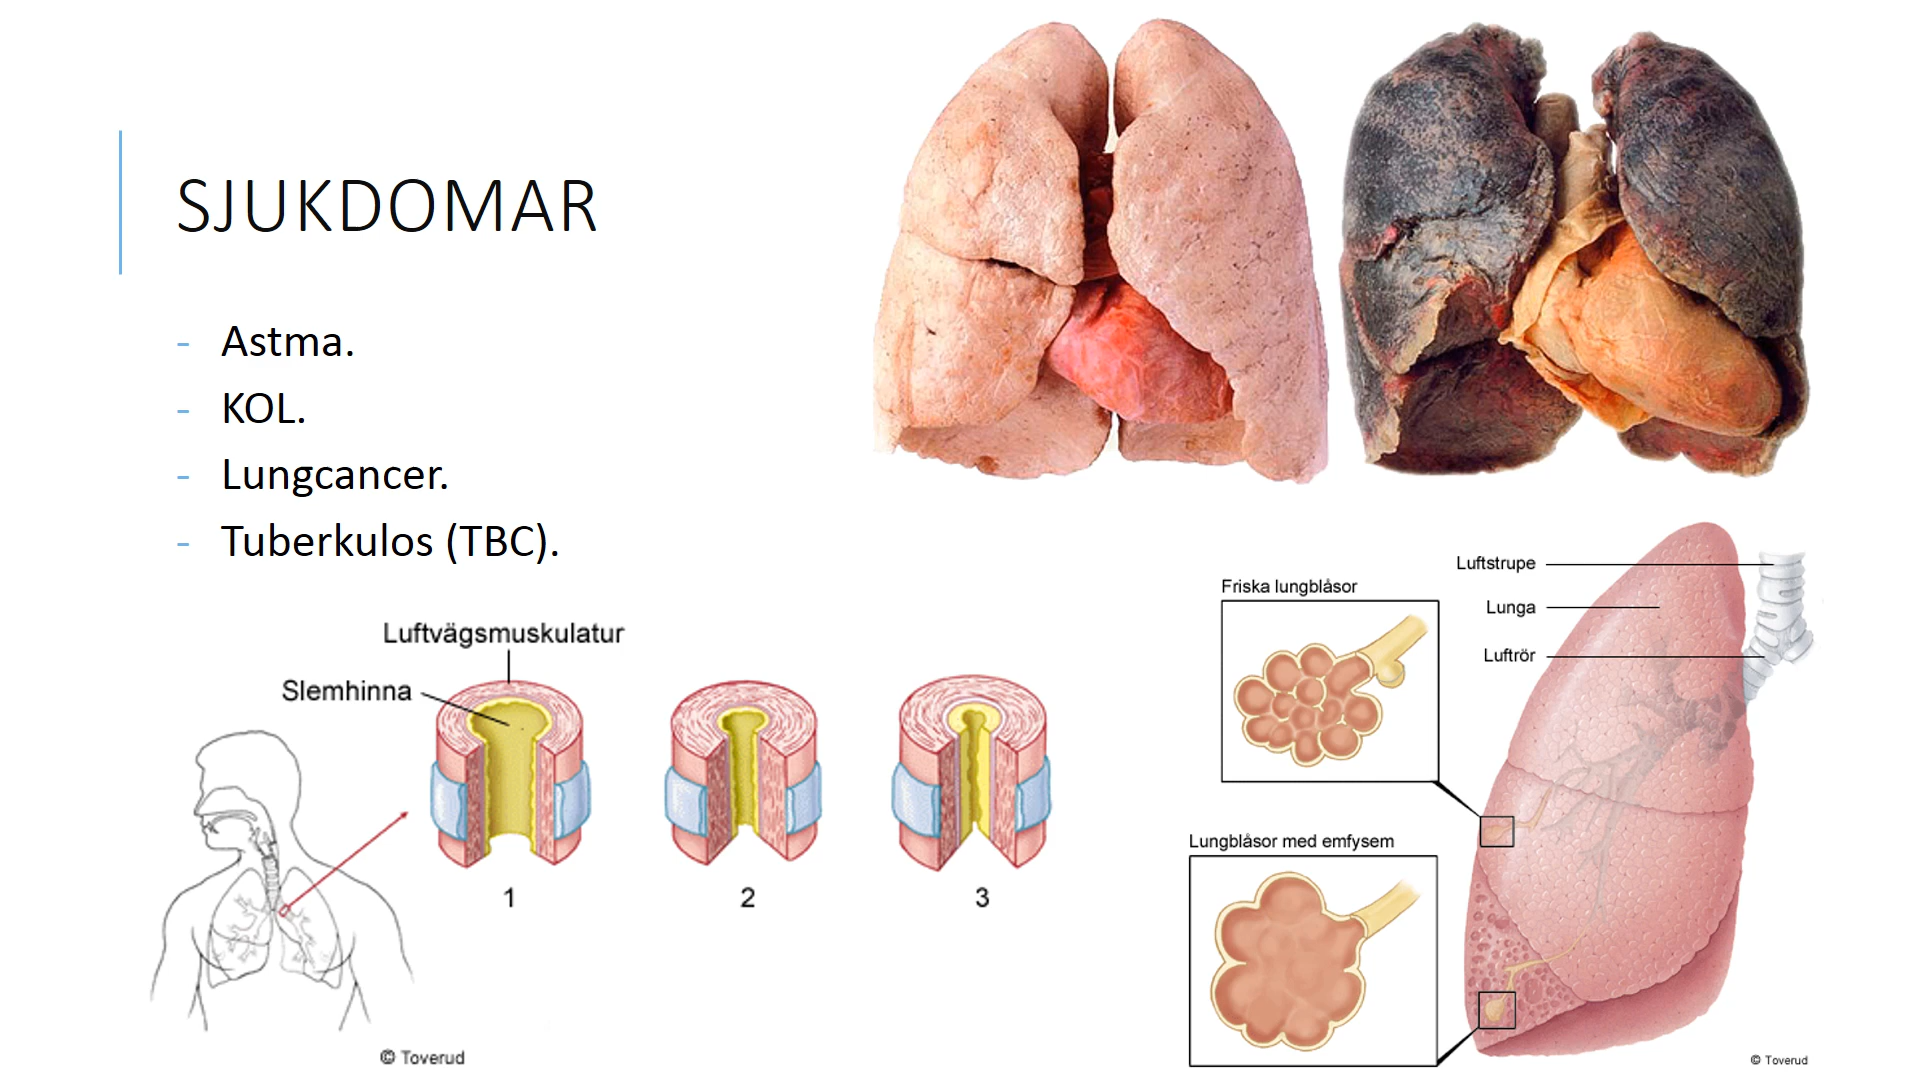 SJUKDOMAR
- Astma.
- KOL.
- Lungcancer.
- Tuberkulos (TBC).
Luftvägsmuskulatur
Slemhinna
1
2
3
© Toverud
Friska lungblåsor
Luftstrupe
Lunga
Luftrör
Lungblåsor med emfysem
© Toverud